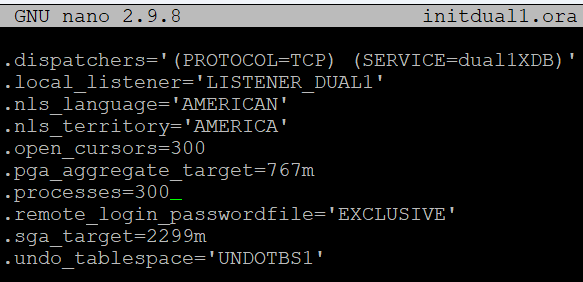 GNU nano 2.9.8 initdual1.ora
.dispatchers='(PROTOCOL=TCP) (SERVICE=dual1XDB)'
.local_listener='LISTENER_DUAL1'
.nls_language='AMERICAN'
.nls_territory='AMERICA'
.open_cursors=300
.pga_aggregate_target=767m
.processes=300_
.remote_login_passwordfile='EXCLUSIVE'
.sga_target=2299m
.undo_tablespace='UNDOTBS1'